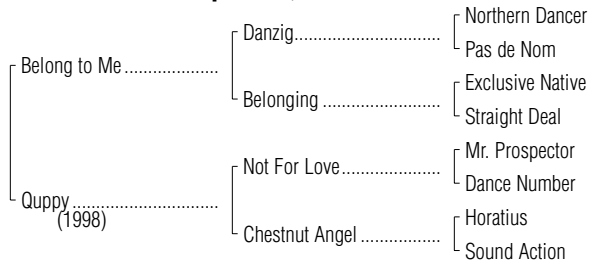 Northern Dancer
Danzig
Pas de Nom
Belong to Me
Exclusive Native
Belonging
Straight Deal
Mr. Prospector
Not For Love
Dance Number
Quppy
(1998)
Horatius
Chestnut Angel
Sound Action